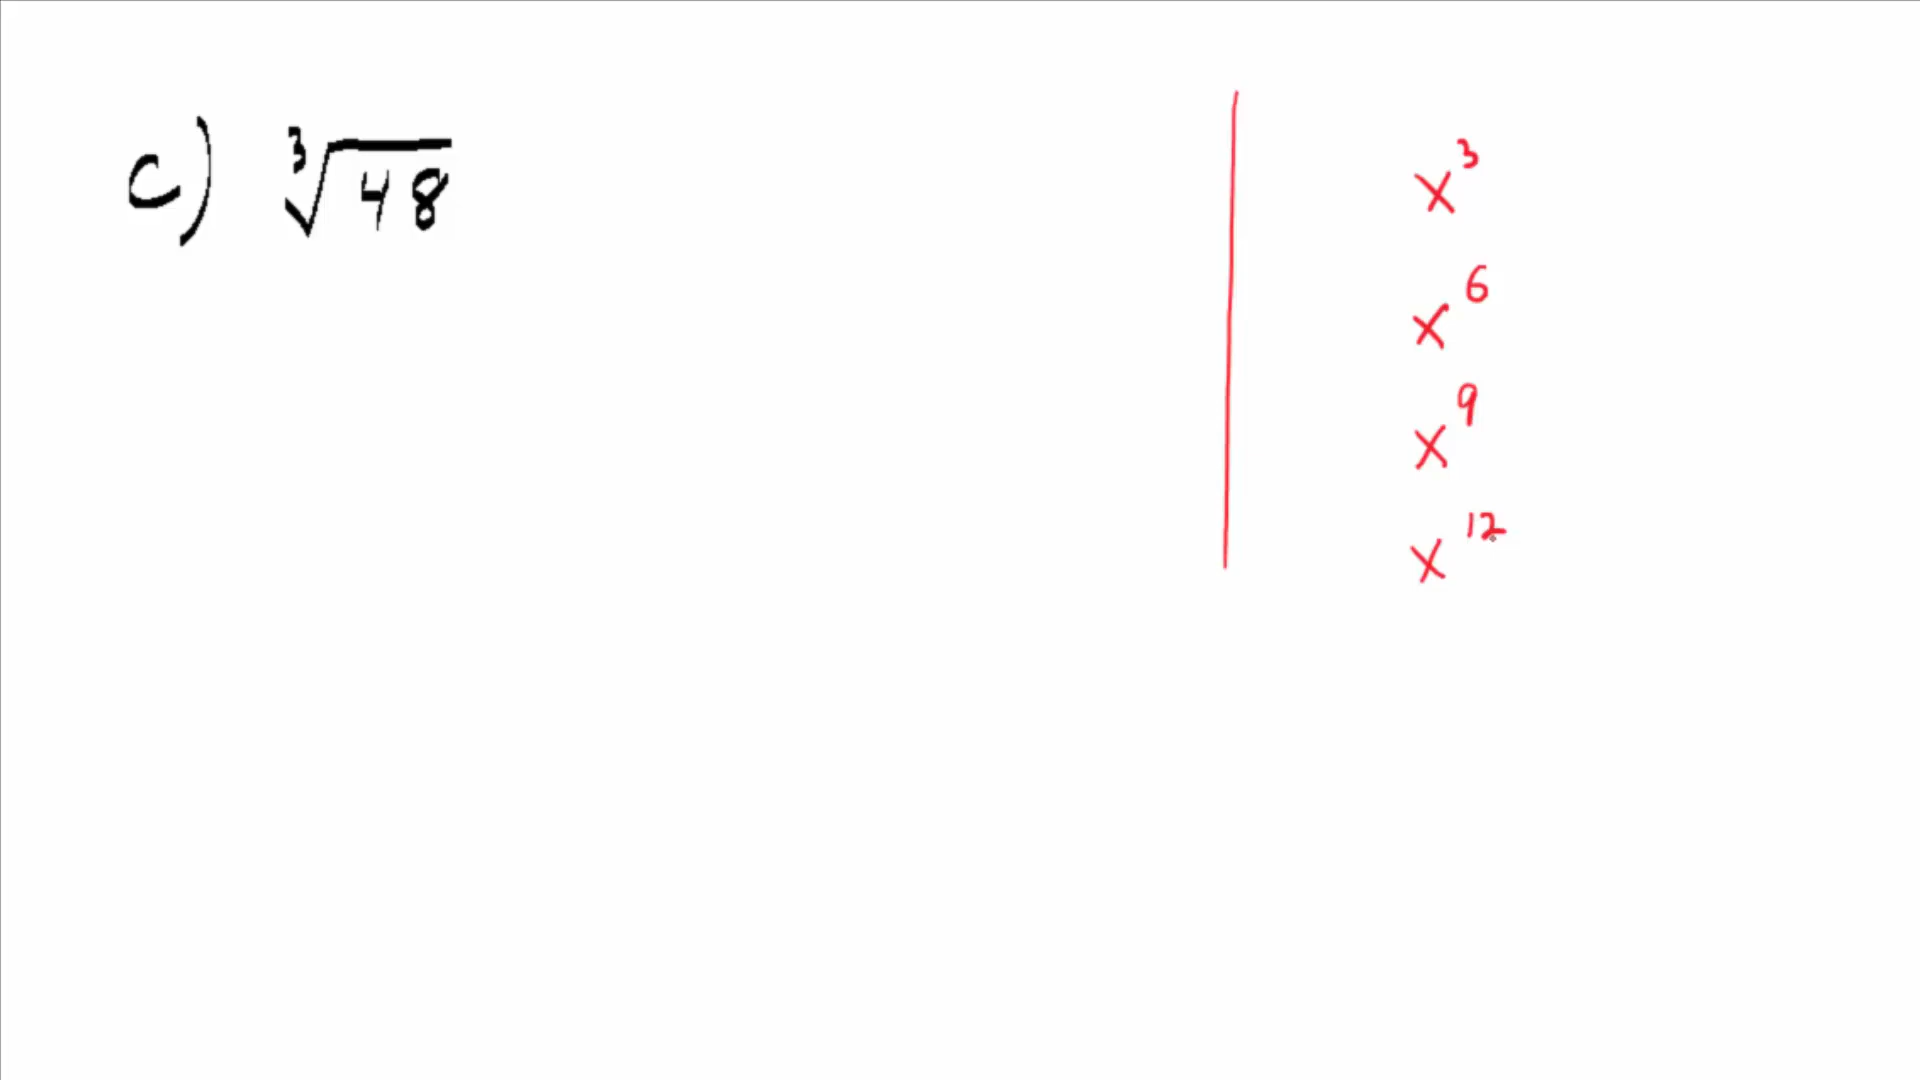 c) ∛48
x³
x⁶
x⁹
x¹²